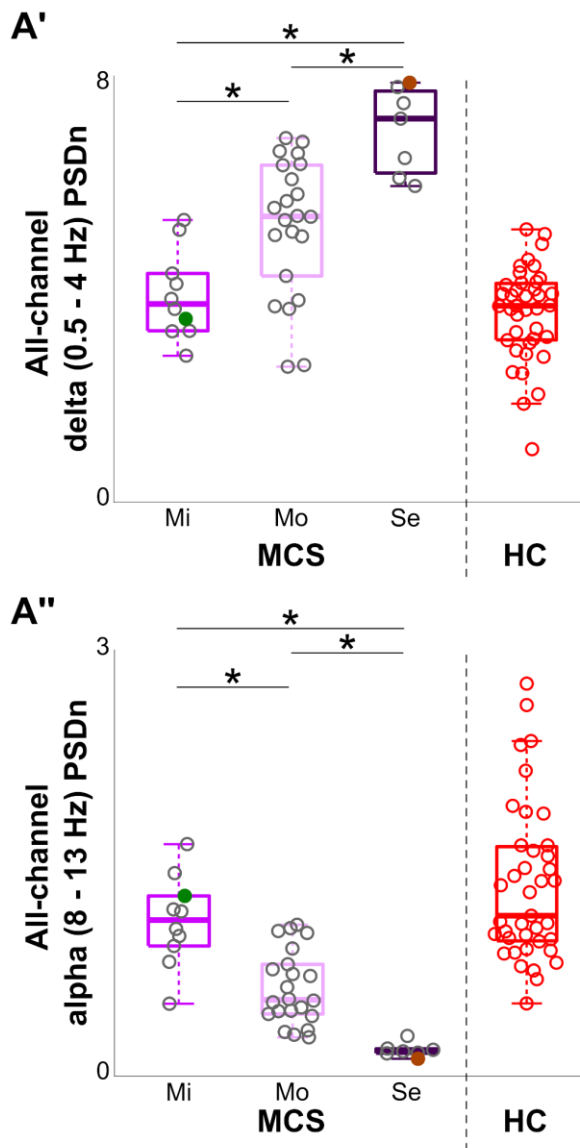 A'
*
*
*
8
All-channel
delta (0.5 - 4 Hz) PSDn
0
Mi Mo Se
MCS HC
A"
*
*
*
3
All-channel
alpha (8 - 13 Hz) PSDn
0
Mi Mo Se
MCS HC